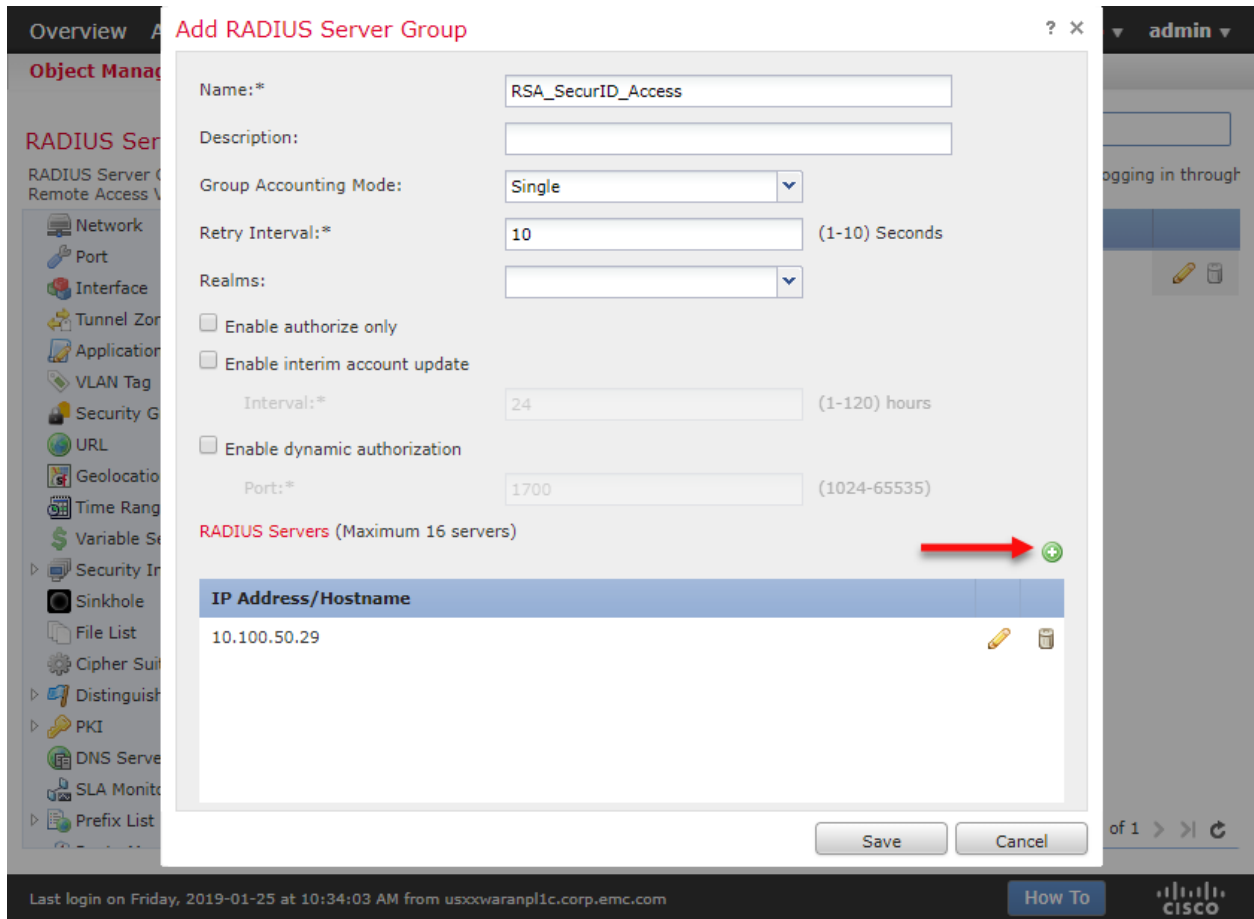 Overview
admin
Add RADIUS Server Group
? ×
Object Manag
Name:*
RSA_SecurID_Access
Description:
RADIUS Ser
RADIUS Server
Remote Access V
ogging in through
Group Accounting Mode:
Single
Retry Interval:*
10
(1-10) Seconds
Realms:
Enable authorize only
Enable interim account update
Interval:*
24
(1-120) hours
Enable dynamic authorization
Port:*
1700
(1024-65535)
RADIUS Servers (Maximum 16 servers)
IP Address/Hostname
10.100.50.29
Network
Port
Interface
Tunnel Zon
Application
VLAN Tag
Security G
URL
Geolocatio
Time Rang
Variable Se
Security In
Sinkhole
File List
Cipher Suit
Distinguish
PKI
DNS Serve
SLA Monito
Prefix List
of 1
Save
Cancel
Last login on Friday, 2019-01-25 at 10:34:03 AM from usxxwaranpl1c.corp.emc.com
How To
CISCO